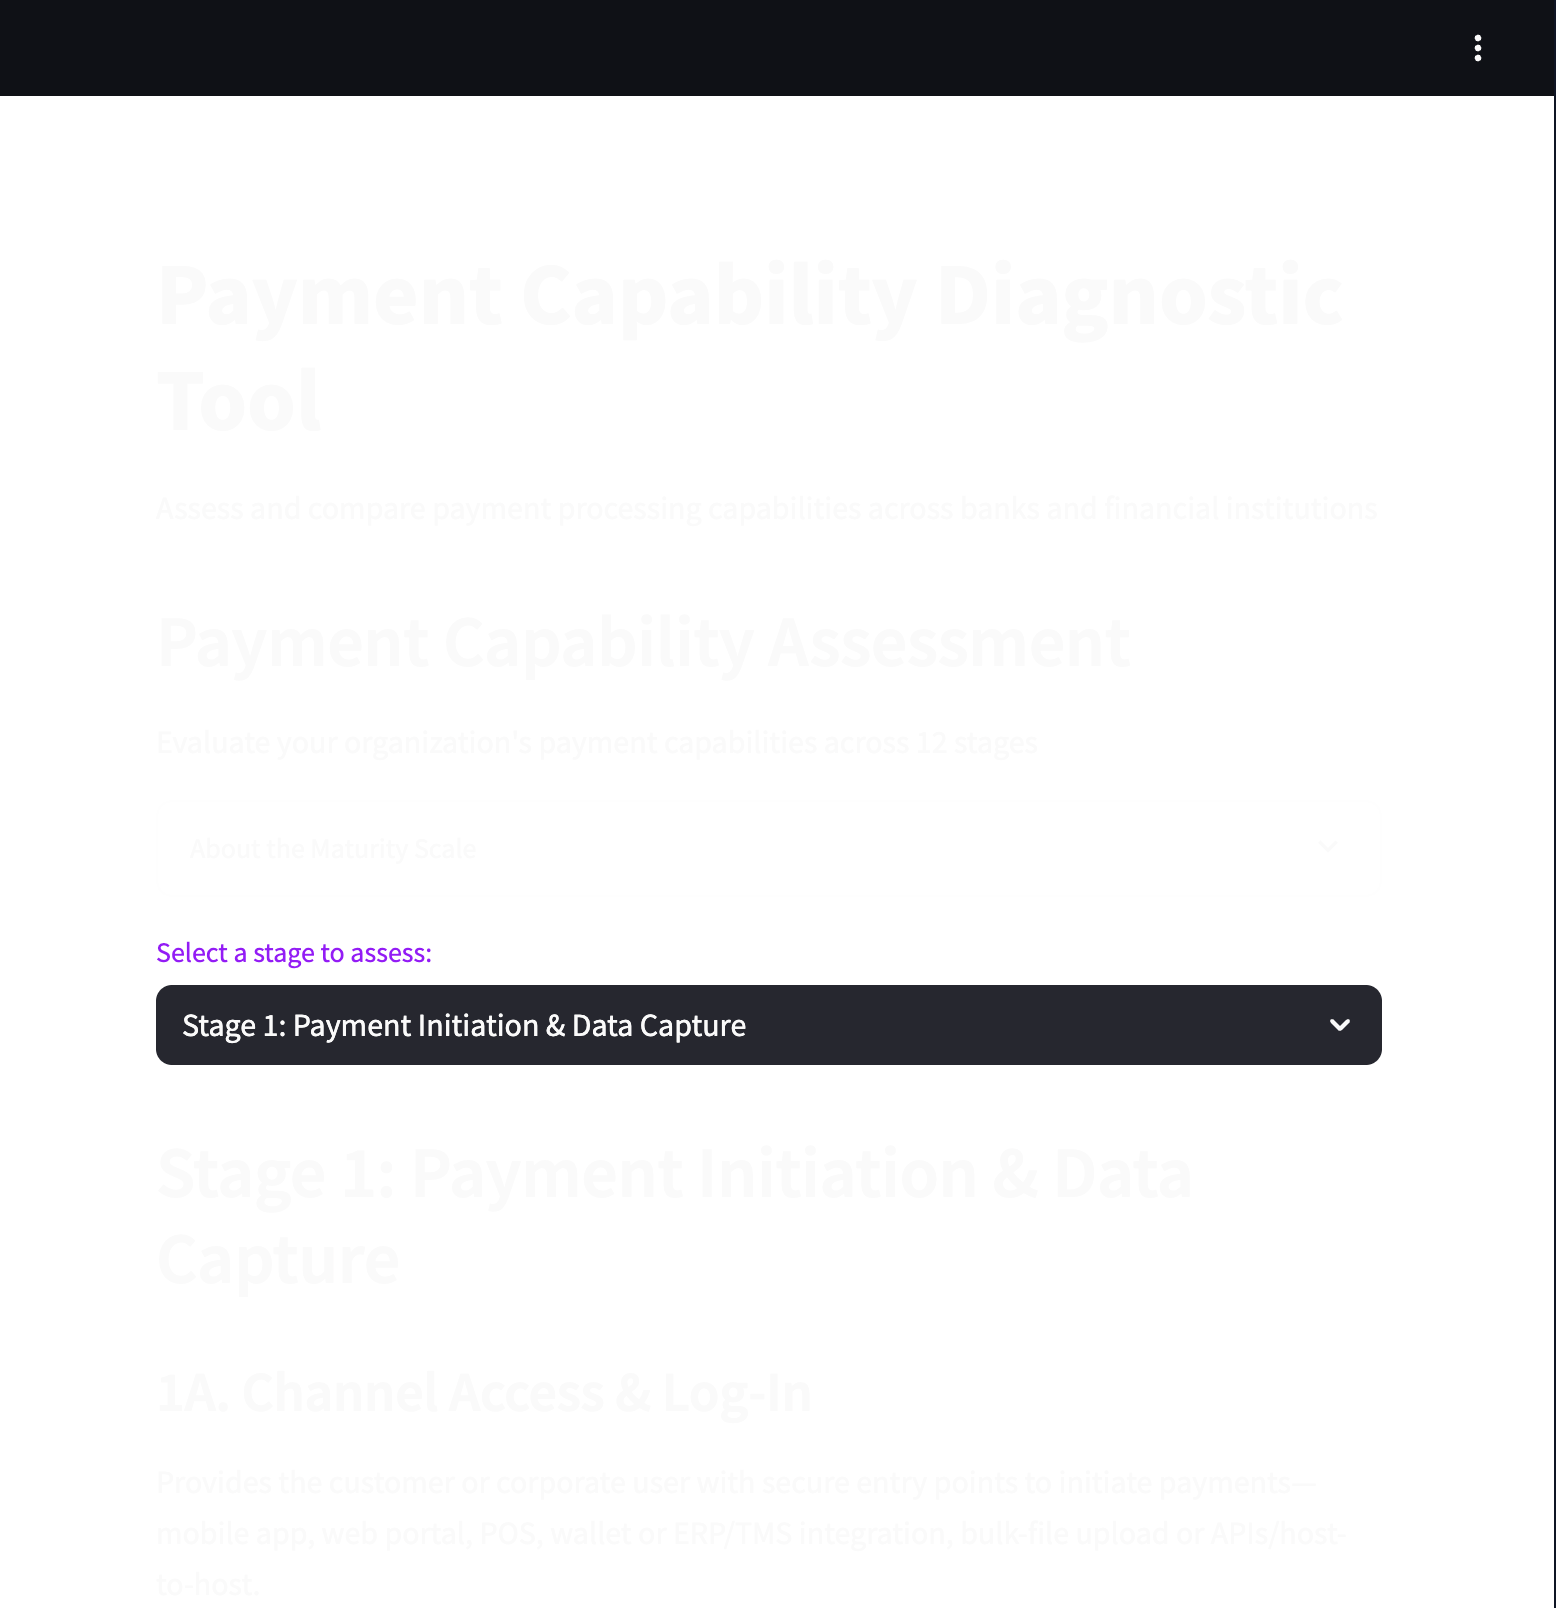 Payment Capability Diagnostic
Tool
Assess and compare payment processing capabilities across banks and financial institutions
Payment Capability Assessment
Evaluate your organization's payment capabilities across 12 stages
About the Maturity Scale
Select a stage to assess:
Stage 1: Payment Initiation & Data Capture
Stage 1: Payment Initiation & Data
Capture
1A. Channel Access & Log-In
Provides the customer or corporate user with secure entry points to initiate payments—
mobile app, web portal, POS, wallet or ERP/TMS integration, bulk-file upload or APIs/host-
to-host.